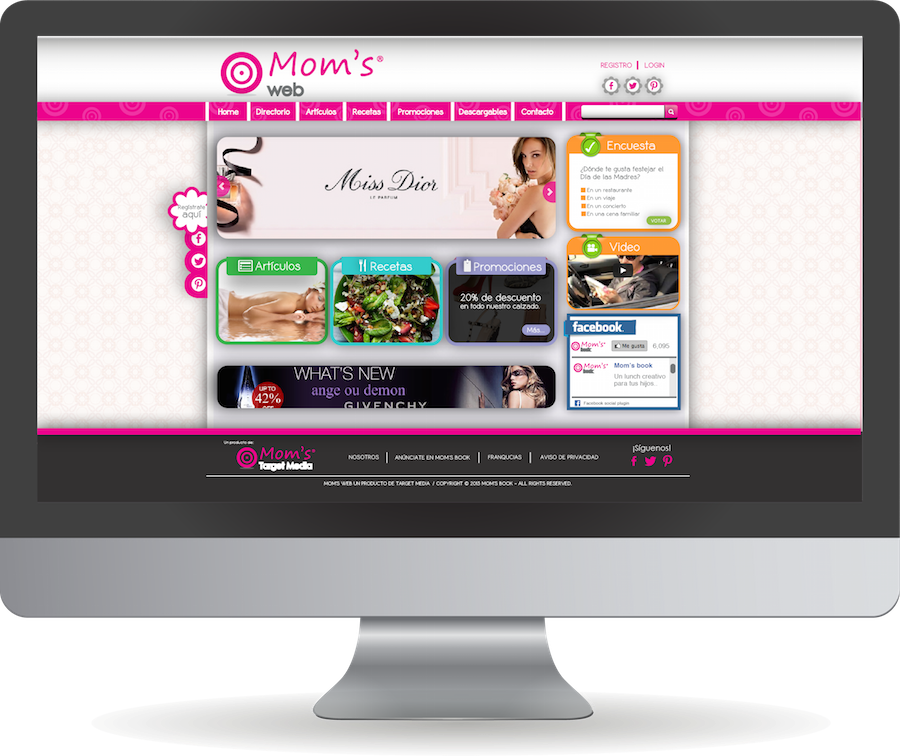 Mom's®
web
REGISTRO | LOGIN
Home
Directorio
Artículos
Recetas
Promociones
Descargables
Contacto
Miss Dior
LE PARFUM
Encuesta
¿Dónde te gusta festejar el
Día de las Madres?
En un restaurante
En un viaje
En un concierto
En una cena familiar
VOTAR
Regístrate
aquí
Artículos
Recetas
Promociones
20% de descuento
en todo nuestro calzado.
Más...
Video
facebook
Mom's
book
Me gusta
6,095
Mom's
book
Mom's book
Un lunch creativo
para tus hijos.
Facebook social plugin
WHAT'S NEW
ange ou demon
GIVENCHY
UP TO
42%
OFF
Un producto de:
Mom's®
Target Media
NOSOTROS | ANÚNCIATE EN MOM'S BOOK | FRANQUICIAS | AVISO DE PRIVACIDAD
¡Síguenos!
MOM'S WEB UN PRODUCTO DE TARGET MEDIA / COPYRIGHT © 2013 MOM'S BOOK – ALL RIGHTS RESERVED.